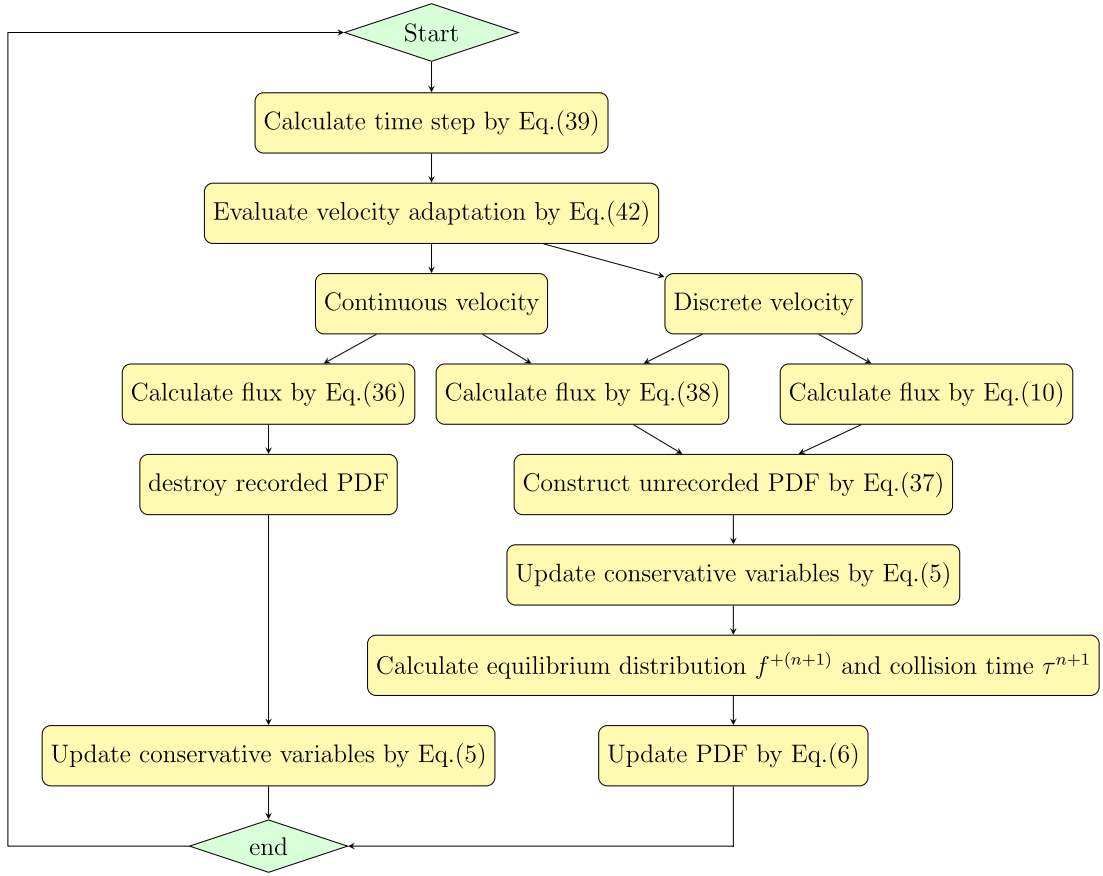 Start
Calculate time step by Eq.(39)
Evaluate velocity adaptation by Eq.(42)
Continuous velocity
Discrete velocity
Calculate flux by Eq.(36)
Calculate flux by Eq.(38)
Calculate flux by Eq.(10)
destroy recorded PDF
Construct unrecorded PDF by Eq.(37)
Update conservative variables by Eq.(5)
Calculate equilibrium distribution $f^{+(n+1)}$ and collision time $\tau^{n+1}$
Update conservative variables by Eq.(5)
Update PDF by Eq.(6)
end